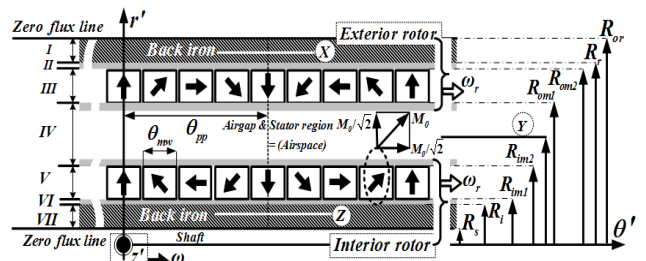 Zero flux line
r'
Exterior rotor
R_or
I
Back iron
X
R_r
II
R_om2
III
ω_r
R_om1
θ_pp
IV
Airgap & Stator region
= (Airspace)
M_0/√2
M_0
M_0/√2
Y
θ_mw
R_im2
V
ω_r
R_im1
VI
R_i
VII
Back iron
Z
R_s
θ'
Zero flux line
Shaft
Interior rotor
z'
ω